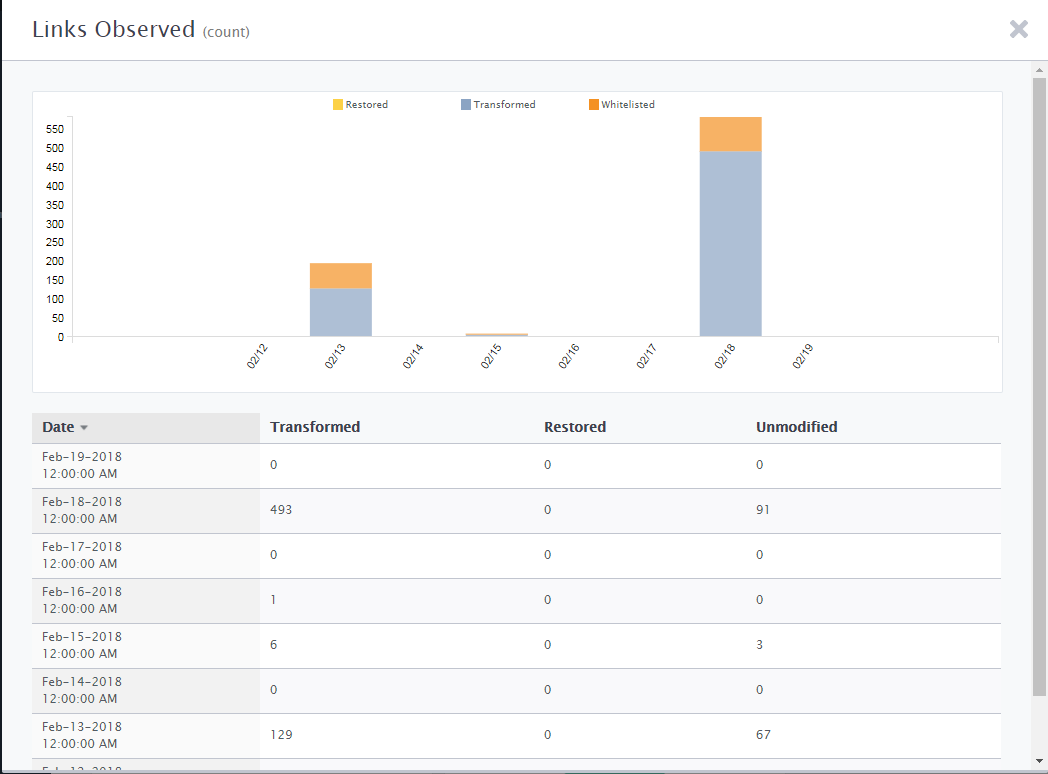 Links Observed (count)
Restored Transformed Whitelisted
550
500
450
400
350
300
250
200
150
100
50
0
02/12 02/13 02/14 02/15 02/16 02/17 02/18 02/19
Date Transformed Restored Unmodified
Feb-19-2018
12:00:00 AM 0 0 0
Feb-18-2018
12:00:00 AM 493 0 91
Feb-17-2018
12:00:00 AM 0 0 0
Feb-16-2018
12:00:00 AM 1 0 0
Feb-15-2018
12:00:00 AM 6 0 3
Feb-14-2018
12:00:00 AM 0 0 0
Feb-13-2018
12:00:00 AM 129 0 67